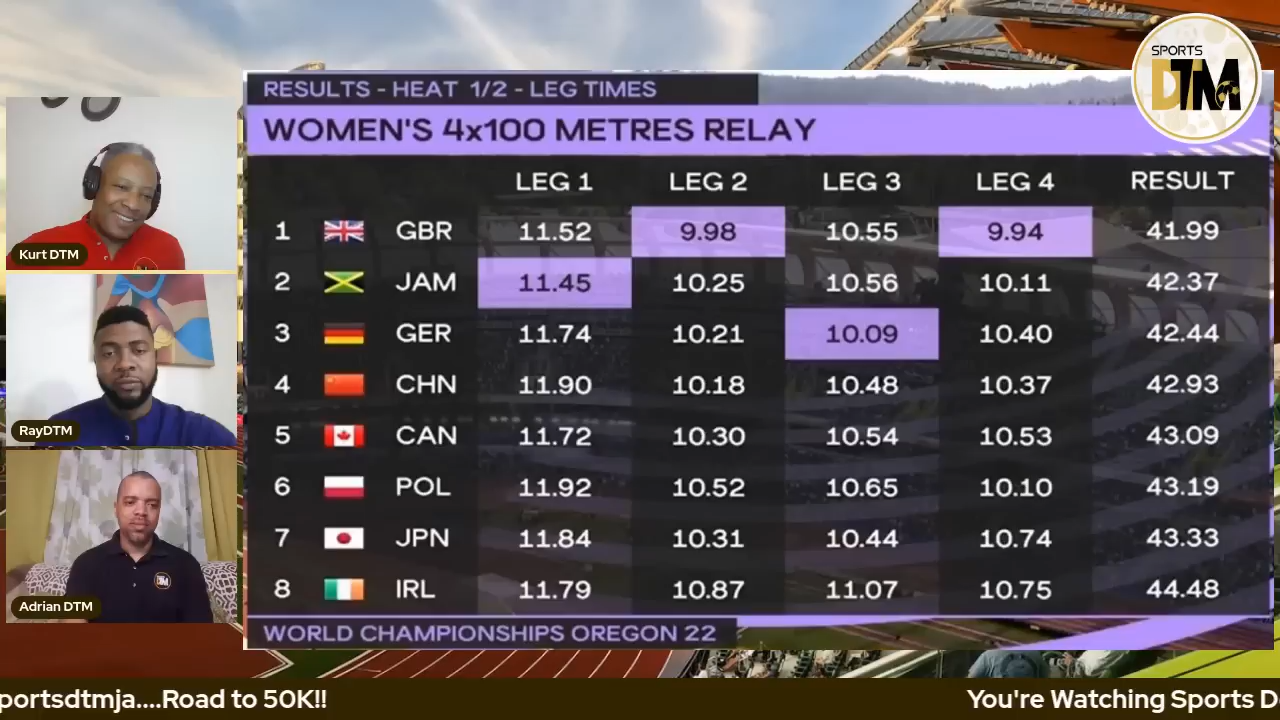 SPORTS
DTM
RESULTS - HEAT 1/2 - LEG TIMES
WOMEN'S 4x100 METRES RELAY
LEG 1 LEG 2 LEG 3 LEG 4 RESULT
1 GBR 11.52 9.98 10.55 9.94 41.99
2 JAM 11.45 10.25 10.56 10.11 42.37
3 GER 11.74 10.21 10.09 10.40 42.44
4 CHN 11.90 10.18 10.48 10.37 42.93
5 CAN 11.72 10.30 10.54 10.53 43.09
6 POL 11.92 10.52 10.65 10.10 43.19
7 JPN 11.84 10.31 10.44 10.74 43.33
8 IRL 11.79 10.87 11.07 10.75 44.48
WORLD CHAMPIONSHIPS OREGON 22
Kurt DTM
RayDTM
Adrian DTM
portsdtmja....Road to 50K!! You're Watching Sports D